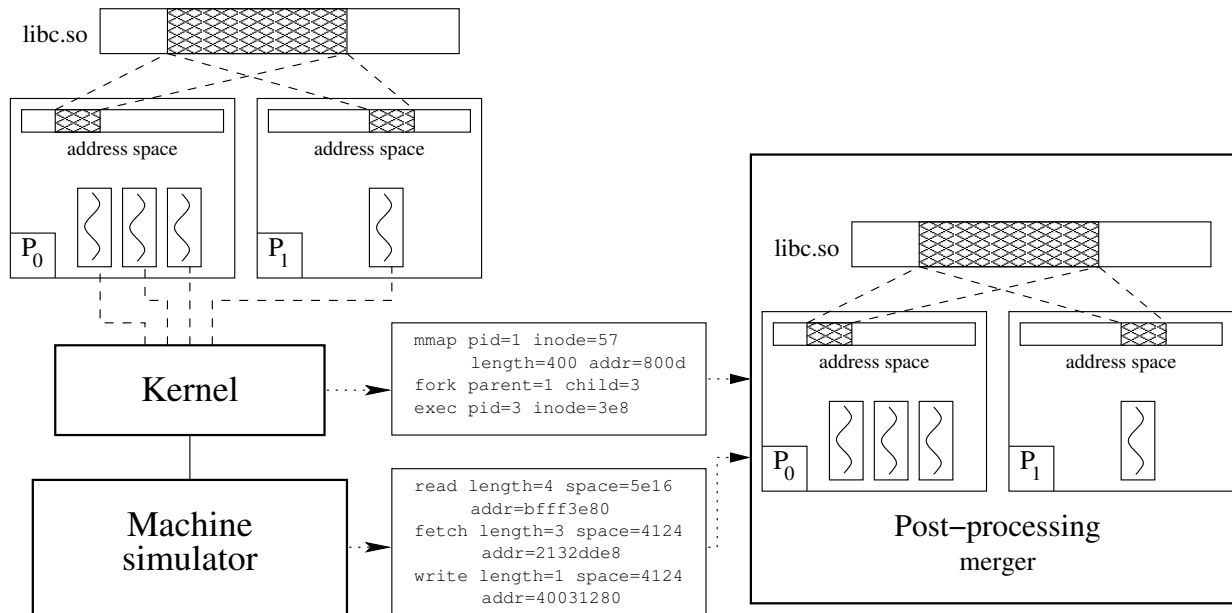 libc.so
address space
address space
P0
P1
Kernel
Machine
simulator
mmap pid=1 inode=57
length=400 addr=800d
fork parent=1 child=3
exec pid=3 inode=3e8
read length=4 space=5e16
addr=bfff3e80
fetch length=3 space=4124
addr=2132dde8
write length=1 space=4124
addr=40031280
libc.so
address space
address space
P0
P1
Post-processing
merger